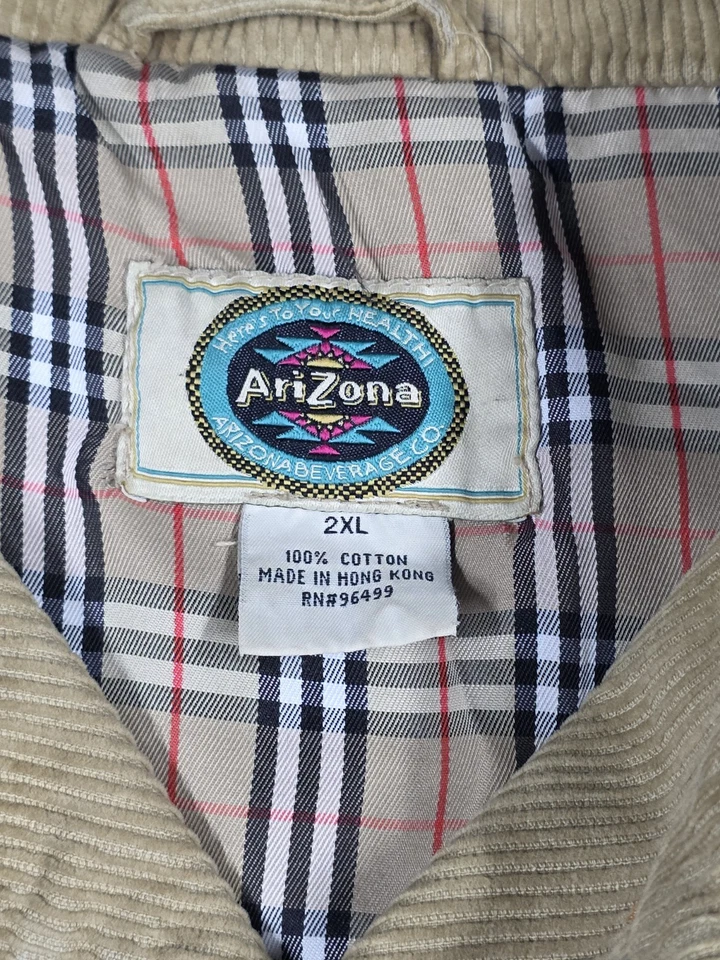 Here's To Your HEALTH
AriZona
ARIZONA BEVERAGE CO.
2XL
100% COTTON
MADE IN HONG KONG
RN#96499